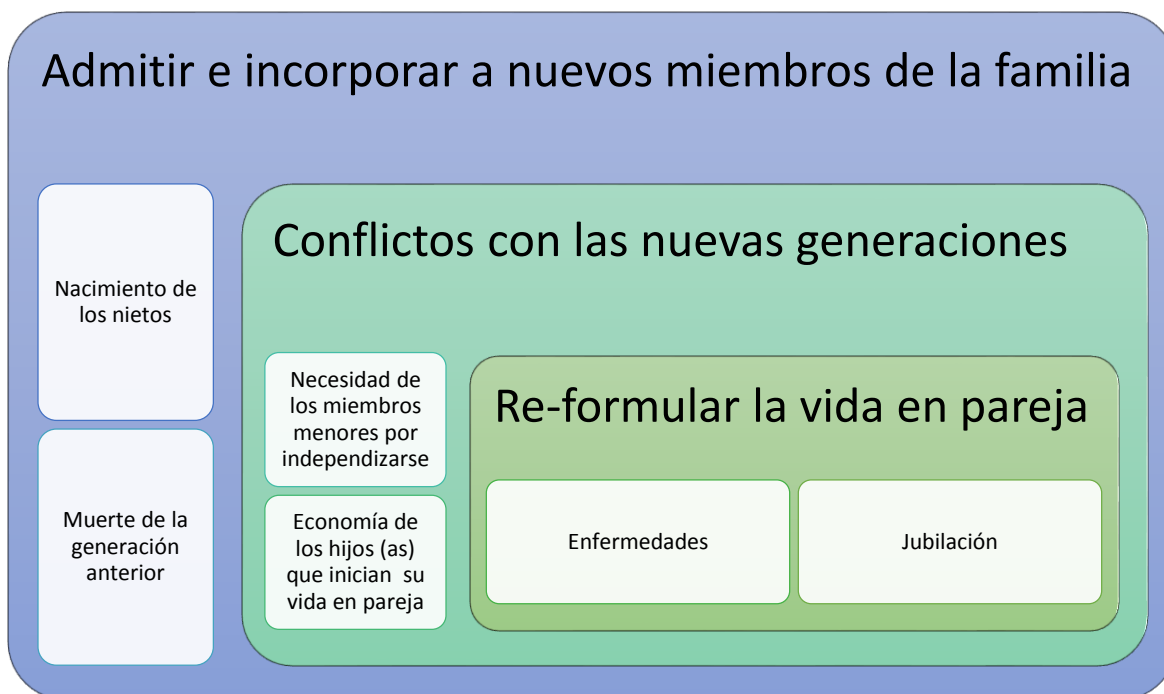 Admitir e incorporar a nuevos miembros de la familia
Nacimiento de
los nietos
Muerte de la
generación
anterior
Conflictos con las nuevas generaciones
Necesidad de
los miembros
menores por
independizarse
Economía de
los hijos (as)
que inician su
vida en pareja
Re-formular la vida en pareja
Enfermedades
Jubilación